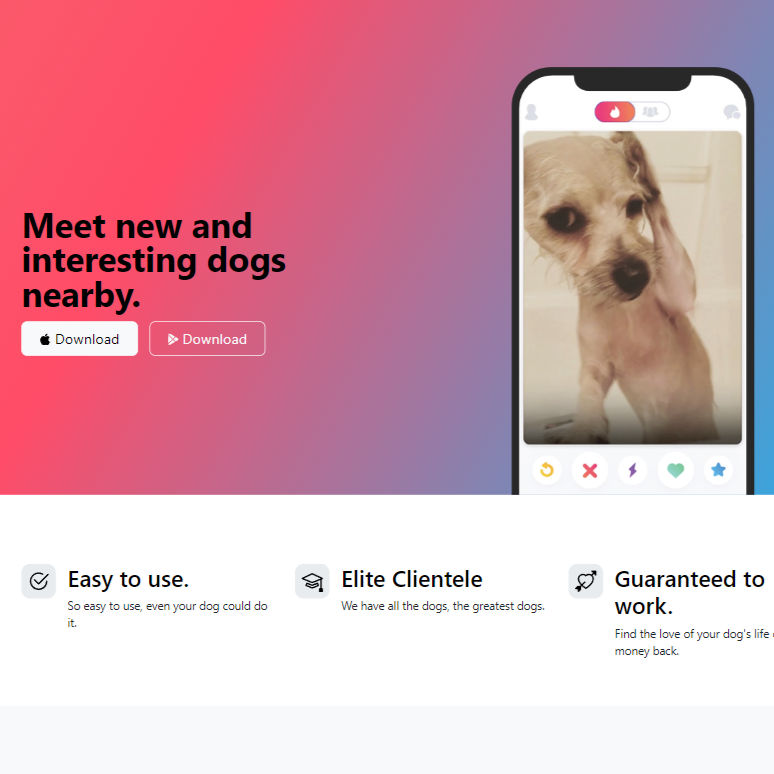 Meet new and
interesting dogs
nearby.
Download
Download
Easy to use.
So easy to use, even your dog could do
it.
Elite Clientele
We have all the dogs, the greatest dogs.
Guaranteed to
work.
Find the love of your dog's life
money back.